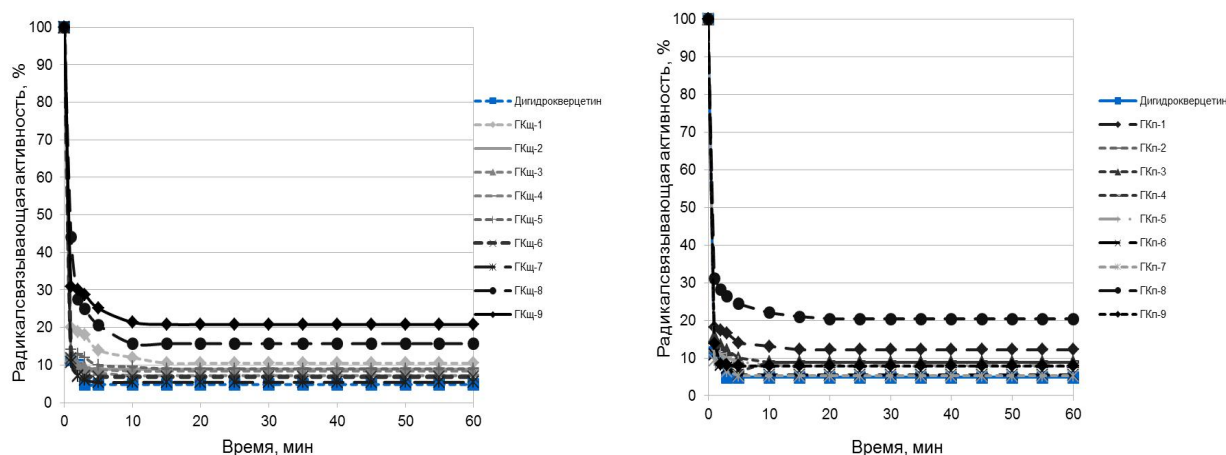 Радикалсвязывающая активность, %
100
90
80
70
60
50
40
30
20
10
0
0 10 20 30 40 50 60
Время, мин
Дигидрокверцетин
ГКщ-1
ГКщ-2
ГКщ-3
ГКщ-4
ГКщ-5
ГКщ-6
ГКщ-7
ГКщ-8
ГКщ-9
Радикалсвязывающая активность, %
100
90
80
70
60
50
40
30
20
10
0
0 10 20 30 40 50 60
Время, мин
Дигидрокверцетин
ГКп-1
ГКп-2
ГКп-3
ГКп-4
ГКп-5
ГКп-6
ГКп-7
ГКп-8
ГКп-9